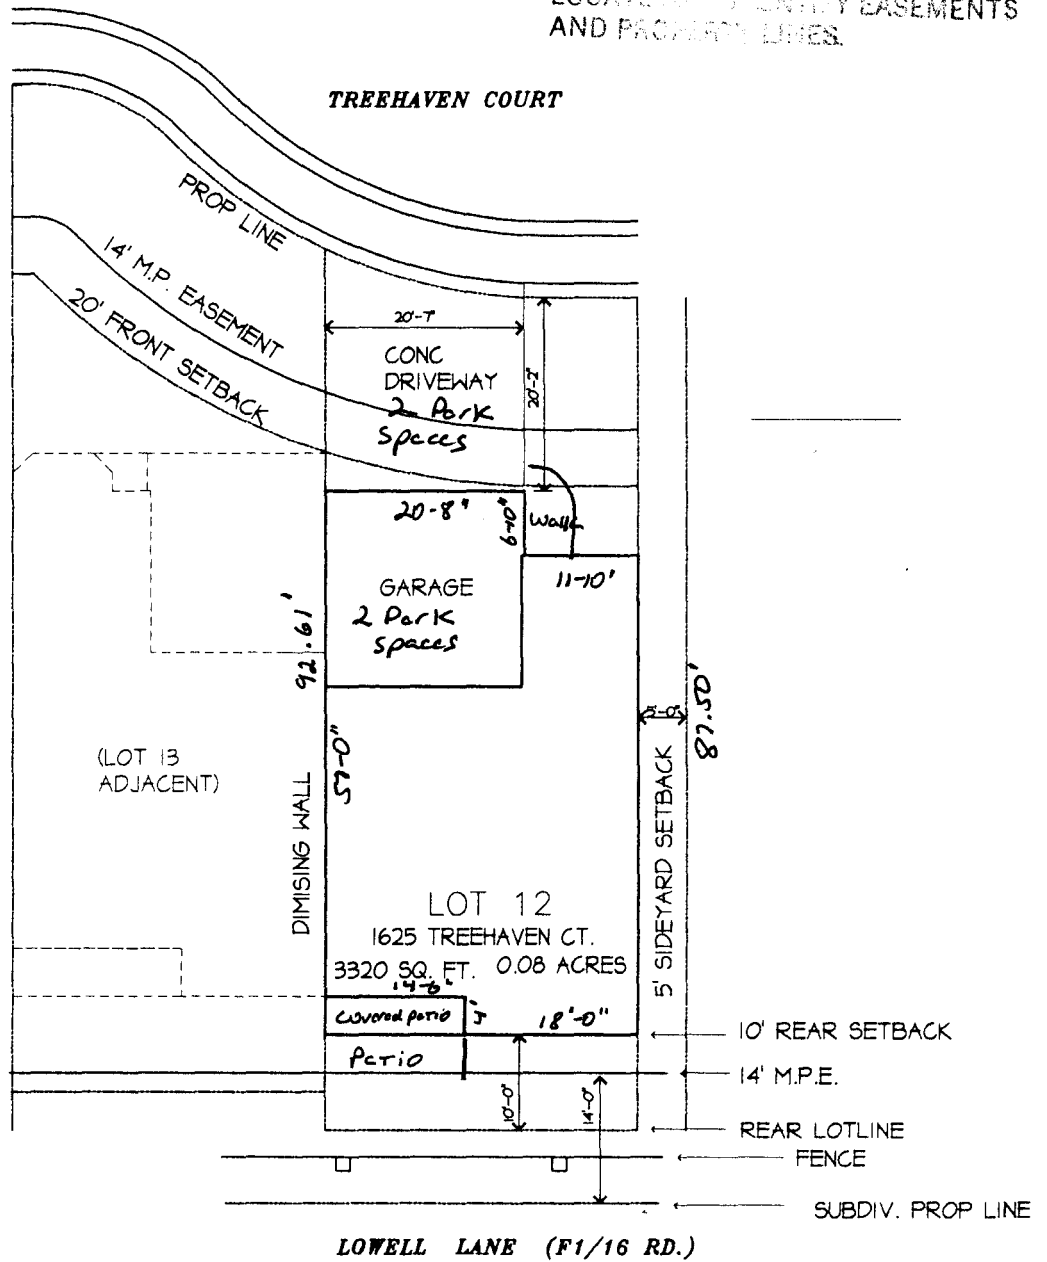 EASEMENTS
AND
TREEHAVEN COURT
PROP LINE
14' M.P. EASEMENT
20' FRONT SETBACK
20'-7"
CONC
DRIVEWAY
2 Park
spaces
20'-2"
20-8"
6-10"
Walk
11-10'
GARAGE
2 Park
spaces
92.61'
5'-0"
87.50'
57-0"
(LOT 13
ADJACENT)
DIMISING WALL
5' SIDEYARD SETBACK
LOT 12
1625 TREEHAVEN CT.
3320 SQ. FT. 0.08 ACRES
14-6"
Covered patio
18'-0"
10' REAR SETBACK
Patio
14' M.P.E.
10'-0"
14'-0"
REAR LOTLINE
FENCE
SUBDIV. PROP LINE
LOWELL LANE (F1/16 RD.)